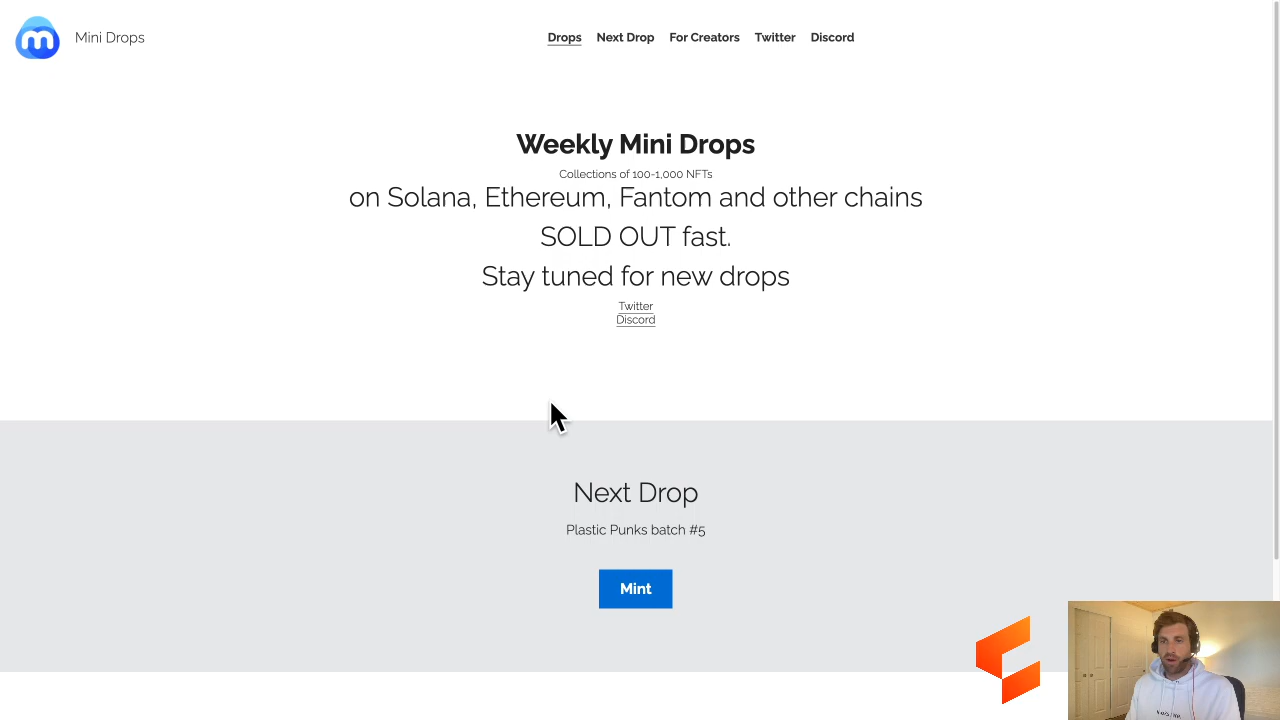 Mini Drops
Drops Next Drop For Creators Twitter Discord
Weekly Mini Drops
Collections of 100-1,000 NFTs
on Solana, Ethereum, Fantom and other chains
SOLD OUT fast.
Stay tuned for new drops
Twitter
Discord
Next Drop
Plastic Punks batch #5
Mint